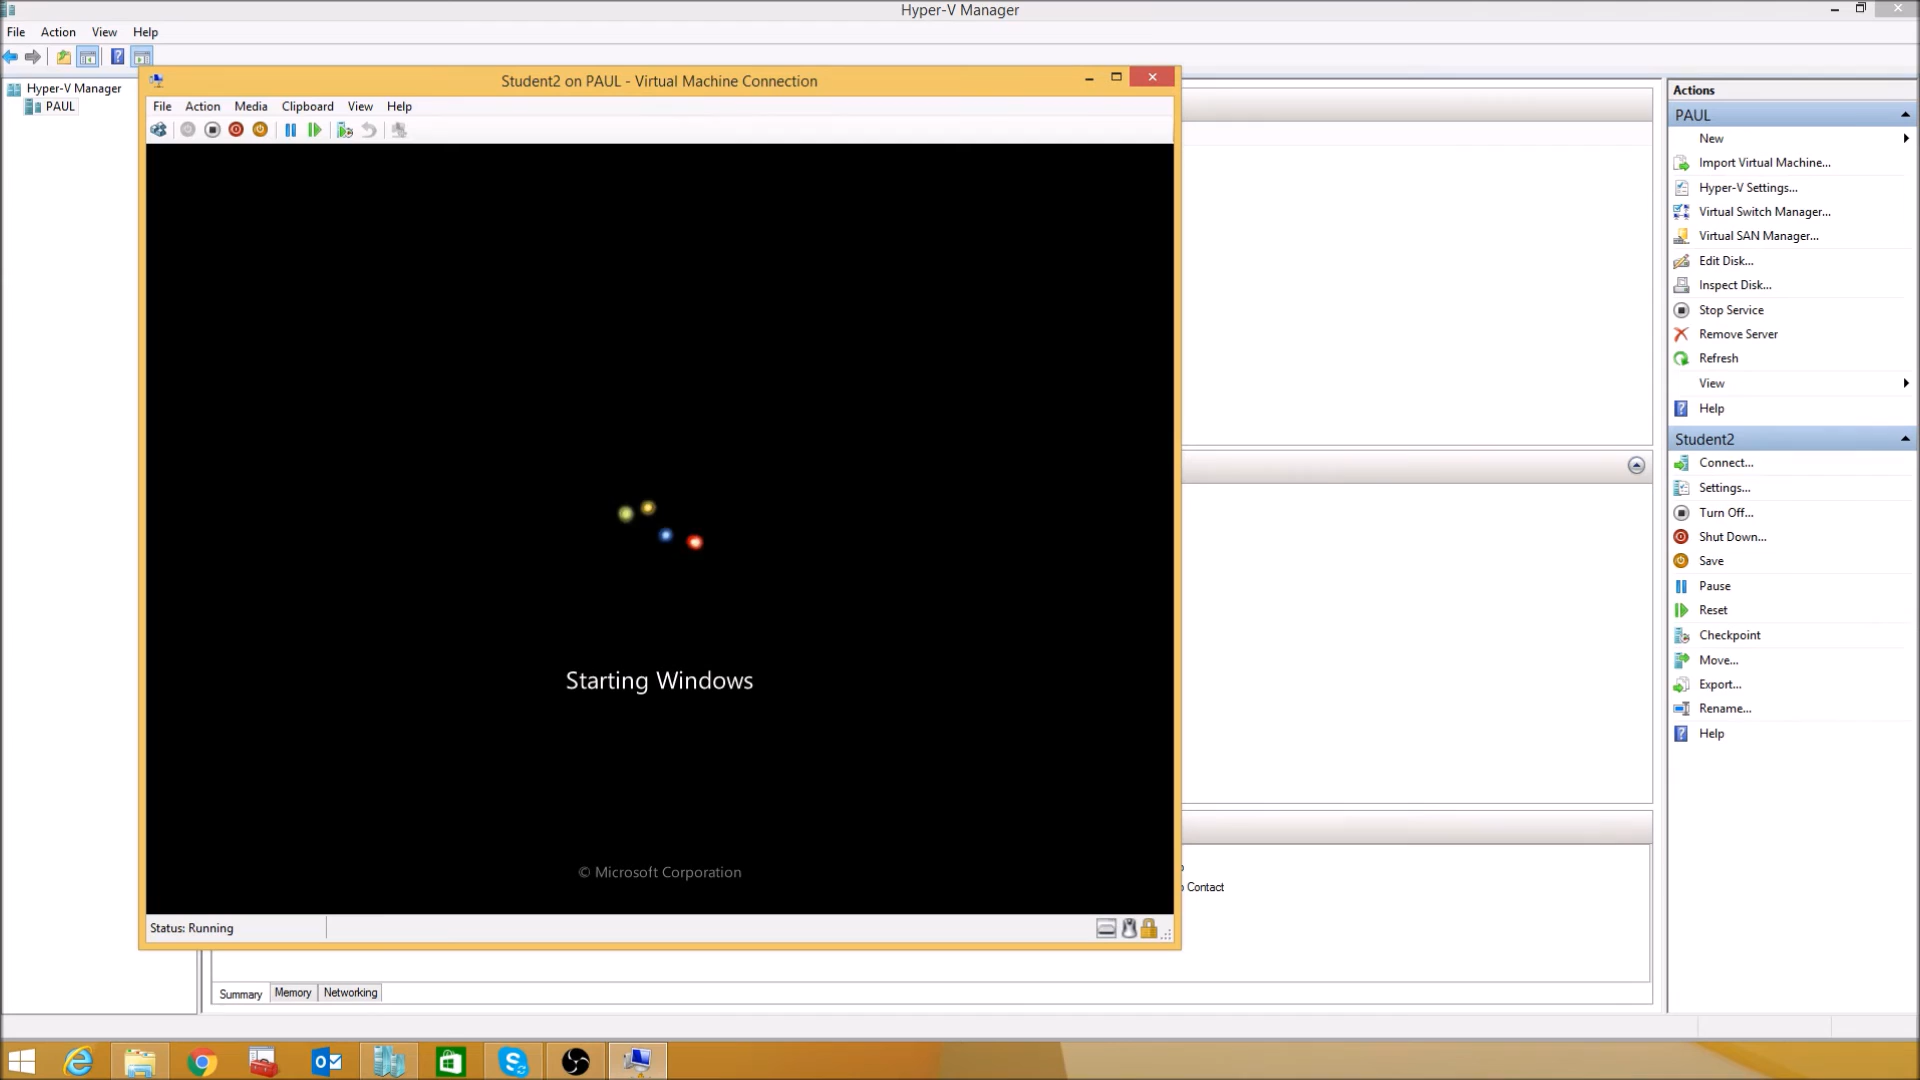 Hyper-V Manager
File Action View Help
Hyper-V Manager
PAUL
Student2 on PAUL - Virtual Machine Connection
File Action Media Clipboard View Help
Starting Windows
© Microsoft Corporation
Status: Running
Contact
Summary Memory Networking
Actions
PAUL
New
Import Virtual Machine...
Hyper-V Settings...
Virtual Switch Manager...
Virtual SAN Manager...
Edit Disk...
Inspect Disk...
Stop Service
Remove Server
Refresh
View
Help
Student2
Connect...
Settings...
Turn Off...
Shut Down...
Save
Pause
Reset
Checkpoint
Move...
Export...
Rename...
Help